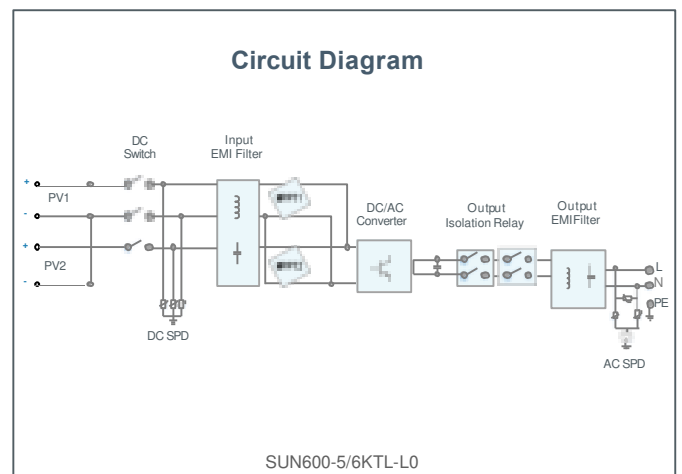 Circuit Diagram
DC
Switch
Input
EMI Filter
+
PV1
-
+
PV2
-
DC SPD
DC/AC
Converter
Output
Isolation Relay
Output
EMIFilter
L
N
PE
AC SPD
SUN600-5/6KTL-L0